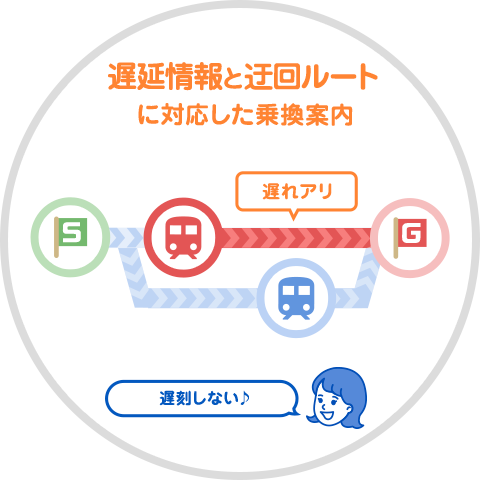 遅延情報と迂回ルート
に対応した乗換案内
遅れアリ
S
G
遅刻しない♪